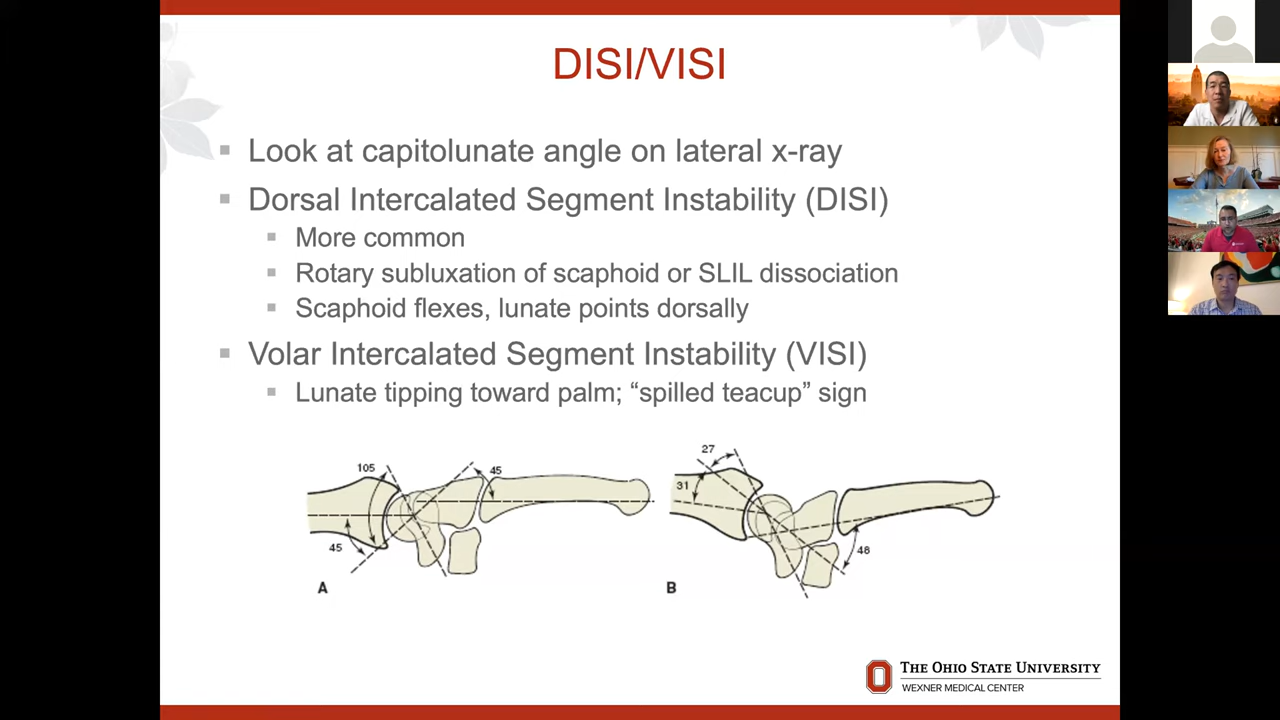 DISI/VISI
Look at capitolunate angle on lateral x-ray
Dorsal Intercalated Segment Instability (DISI)
More common
Rotary subluxation of scaphoid or SLIL dissociation
Scaphoid flexes, lunate points dorsally
Volar Intercalated Segment Instability (VISI)
Lunate tipping toward palm; “spilled teacup” sign
105
45
45
A
27
31
48
B
THE OHIO STATE UNIVERSITY
WEXNER MEDICAL CENTER